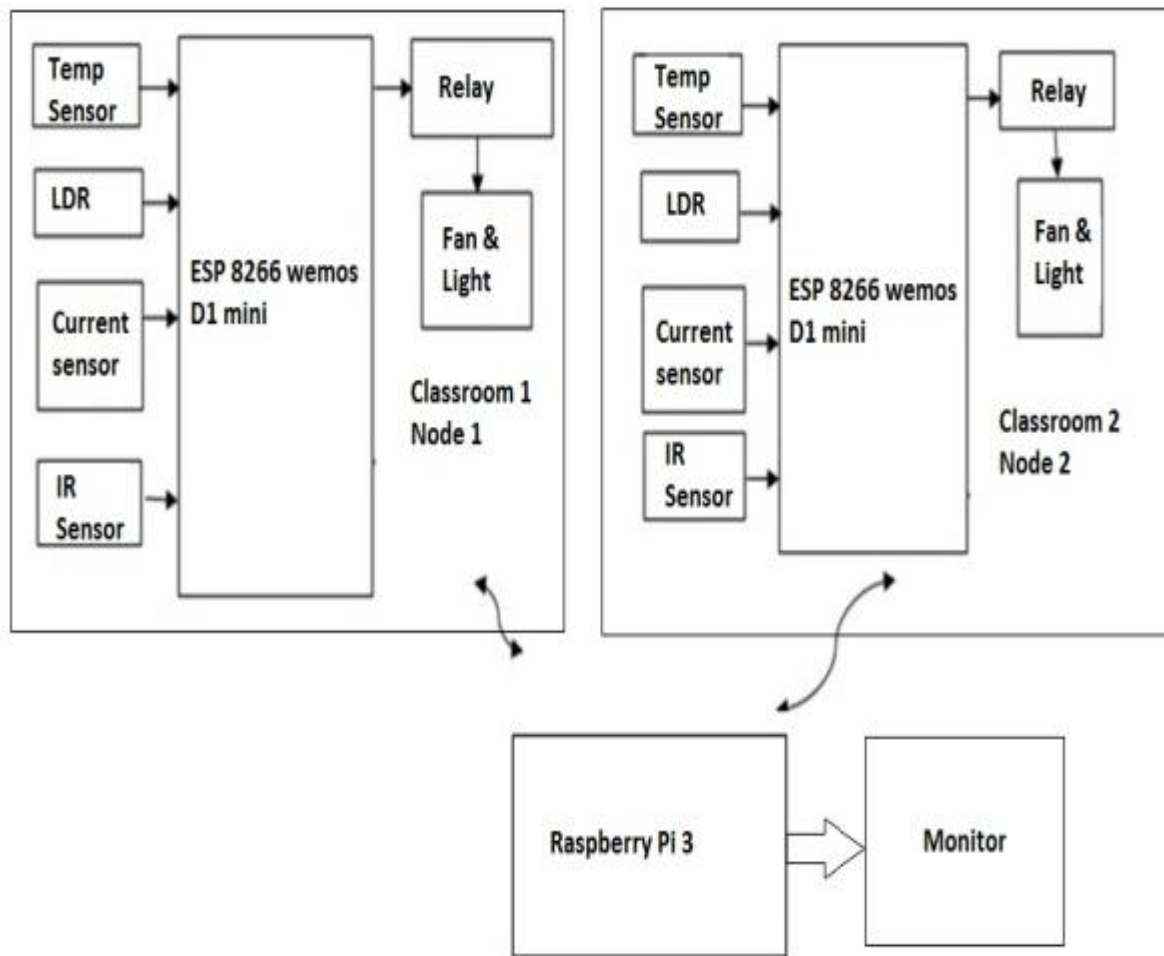 Temp
Sensor
LDR
Current
sensor
IR
Sensor
ESP 8266 wemos
D1 mini
Relay
Fan &
Light
Classroom 1
Node 1
Temp
Sensor
LDR
Current
sensor
IR
Sensor
ESP 8266 wemos
D1 mini
Relay
Fan &
Light
Classroom 2
Node 2
Raspberry Pi 3
Monitor